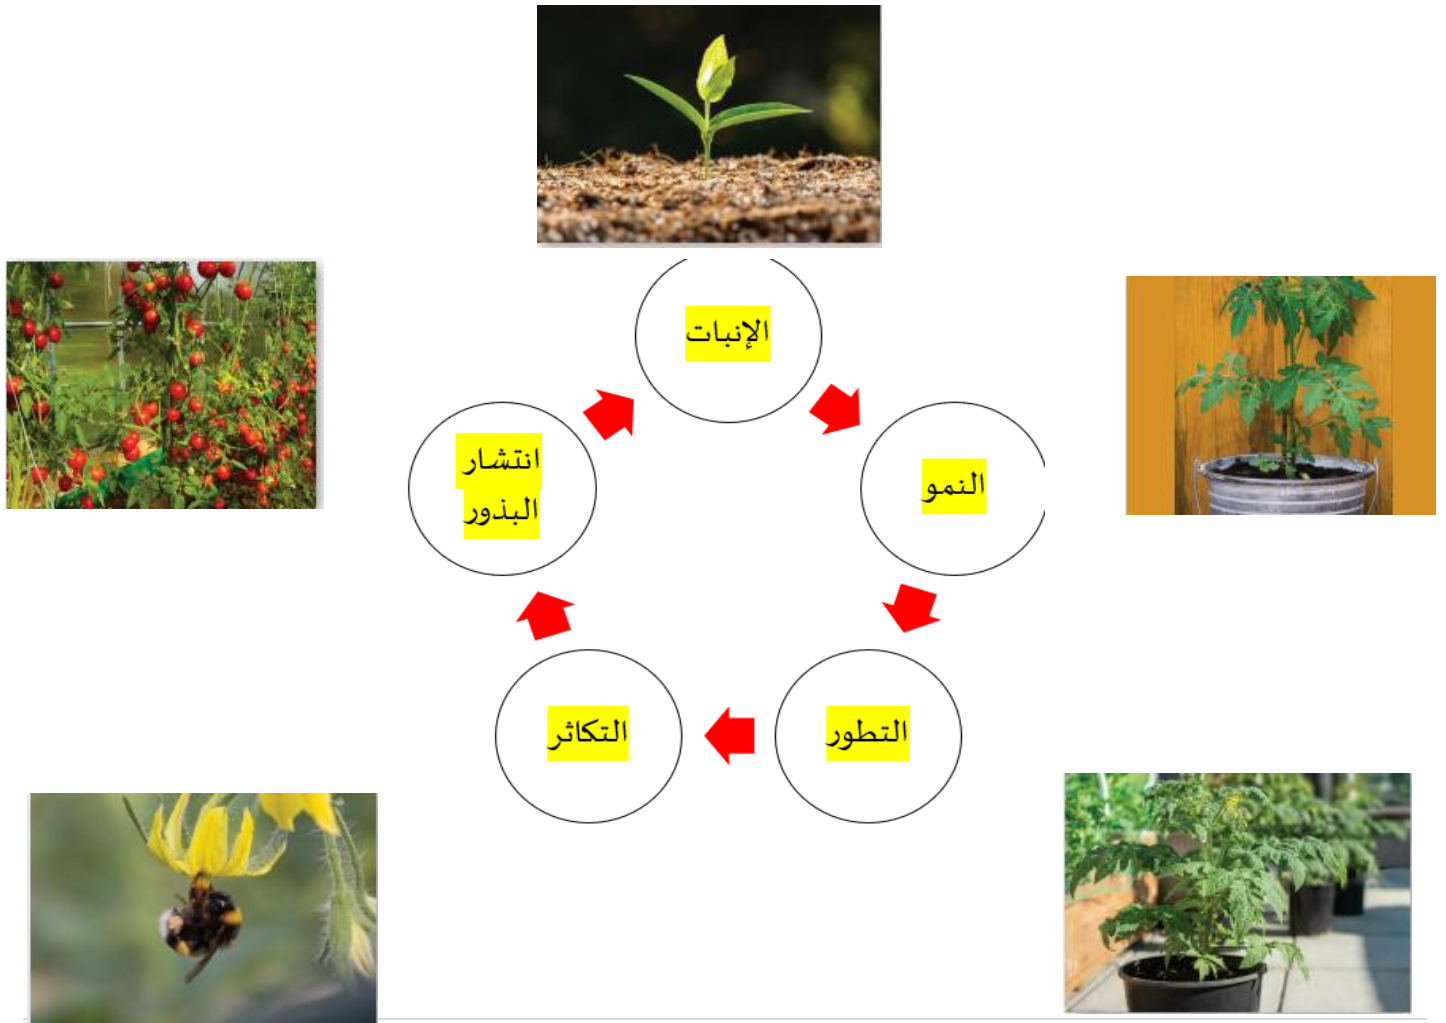 الإنبات
النمو
التطور
التكاثر
انتشار
البذور